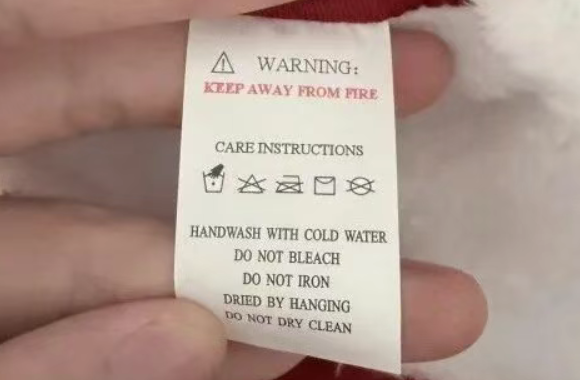 WARNING:
KEEP AWAY FROM FIRE
CARE INSTRUCTIONS
HANDWASH WITH COLD WATER
DO NOT BLEACH
DO NOT IRON
DRIED BY HANGING
DO NOT DRY CLEAN